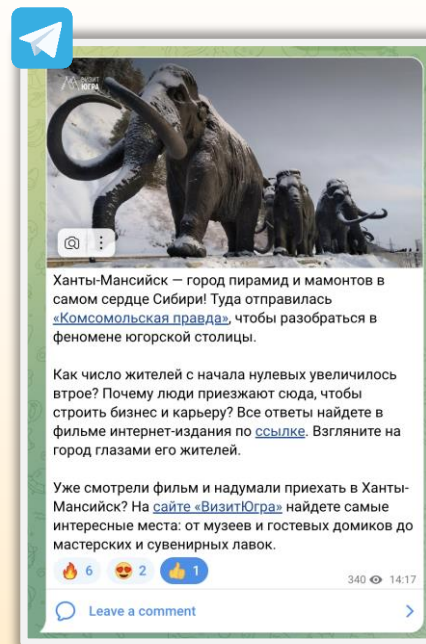 ВИЗИТ
ЮГРА
Ханты-Мансийск — город пирамид и мамонтов в
самом сердце Сибири! Туда отправилась
«Комсомольская правда», чтобы разобраться в
феномене югорской столицы.
Как число жителей с начала нулевых увеличилось
втрое? Почему люди приезжают сюда, чтобы
строить бизнес и карьеру? Все ответы найдете в
фильме интернет-издания по ссылке. Взгляните на
город глазами его жителей.
Уже смотрели фильм и надумали приехать в Ханты-
Мансийск? На сайте «ВизитЮгра» найдете самые
интересные места: от музеев и гостевых домиков до
мастерских и сувенирных лавок.
6 2 1
340 14:17
Leave a comment